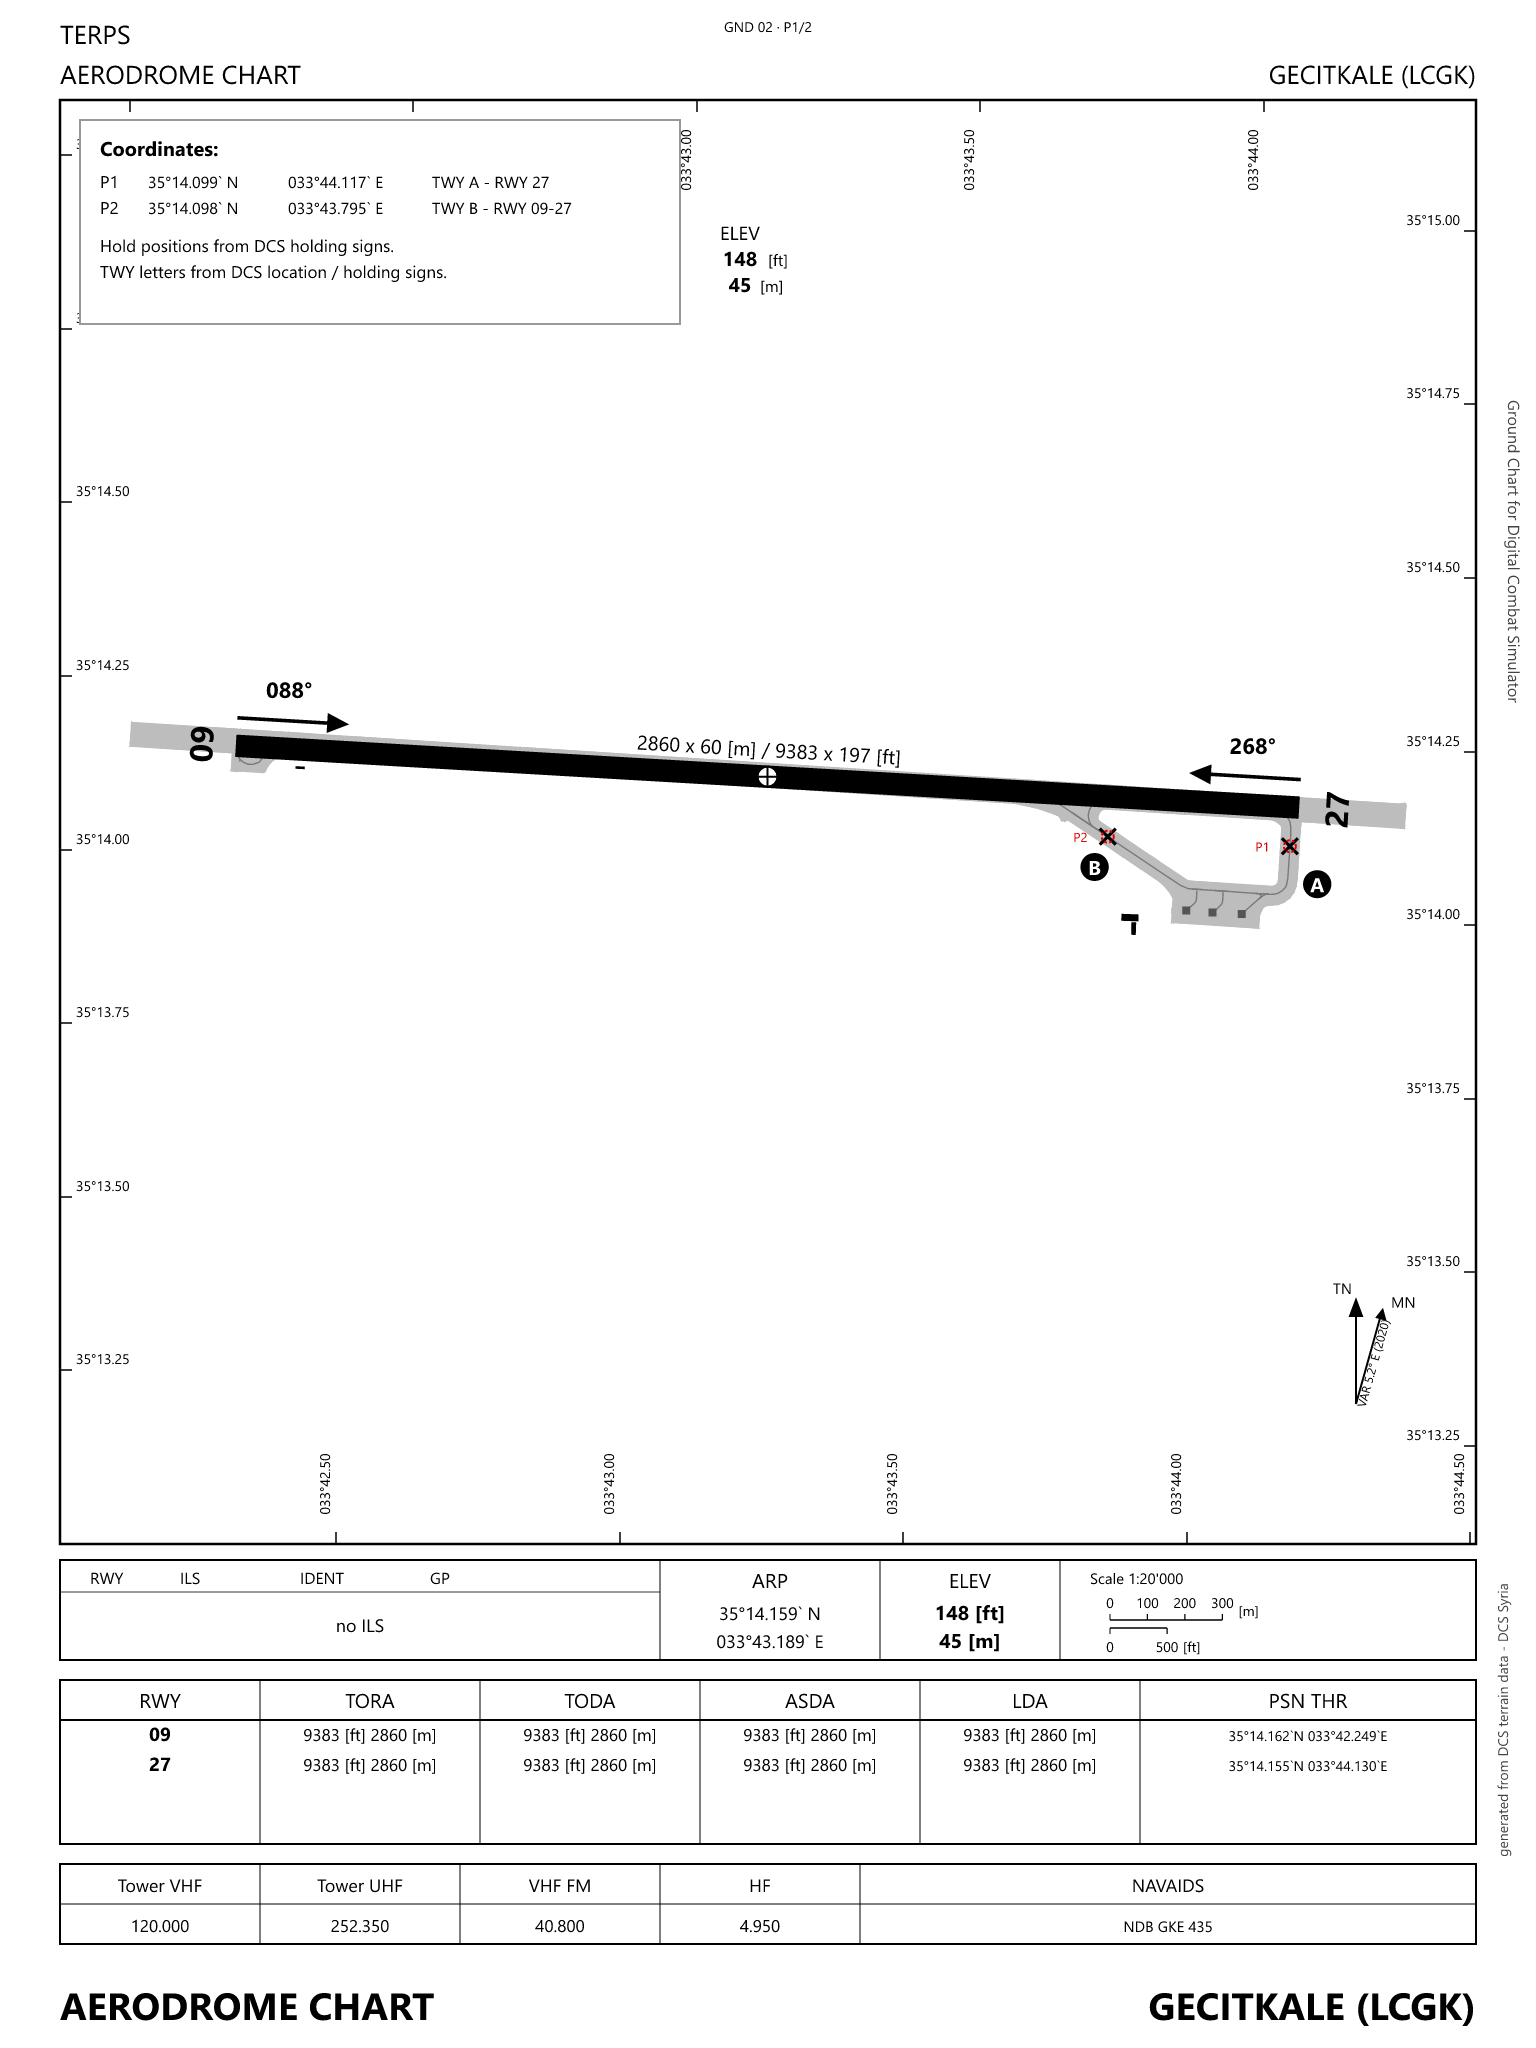 GND 02 · P1/2
TERPS
AERODROME CHART
GECITKALE (LCGK)
Coordinates:
P1 35°14.099` N 033°44.117` E TWY A - RWY 27
P2 35°14.098` N 033°43.795` E TWY B - RWY 09-27
Hold positions from DCS holding signs.
TWY letters from DCS location / holding signs.
033°43.00
033°43.50
033°44.00
ELEV
148 [ft]
45 [m]
35°15.00
35°14.75
35°14.50
35°14.50
35°14.25
35°14.25
088°
09
2860 x 60 [m] / 9383 x 197 [ft]
268°
27
P2
B
P1
A
35°14.00
35°14.00
35°13.75
35°13.75
35°13.50
35°13.50
35°13.25
35°13.25
TN
MN
VAR 5.2° E (2020)
033°42.50
033°43.00
033°43.50
033°44.00
033°44.50
Ground Chart for Digital Combat Simulator
RWY ILS IDENT GP
no ILS
ARP
35°14.159` N
033°43.189` E
ELEV
148 [ft]
45 [m]
Scale 1:20'000
0 100 200 300 [m]
0 500 [ft]
RWY TORA TODA ASDA LDA PSN THR
09 9383 [ft] 2860 [m] 9383 [ft] 2860 [m] 9383 [ft] 2860 [m] 9383 [ft] 2860 [m] 35°14.162`N 033°42.249`E
27 9383 [ft] 2860 [m] 9383 [ft] 2860 [m] 9383 [ft] 2860 [m] 9383 [ft] 2860 [m] 35°14.155`N 033°44.130`E
generated from DCS terrain data - DCS Syria
Tower VHF Tower UHF VHF FM HF NAVAIDS
120.000 252.350 40.800 4.950 NDB GKE 435
AERODROME CHART
GECITKALE (LCGK)